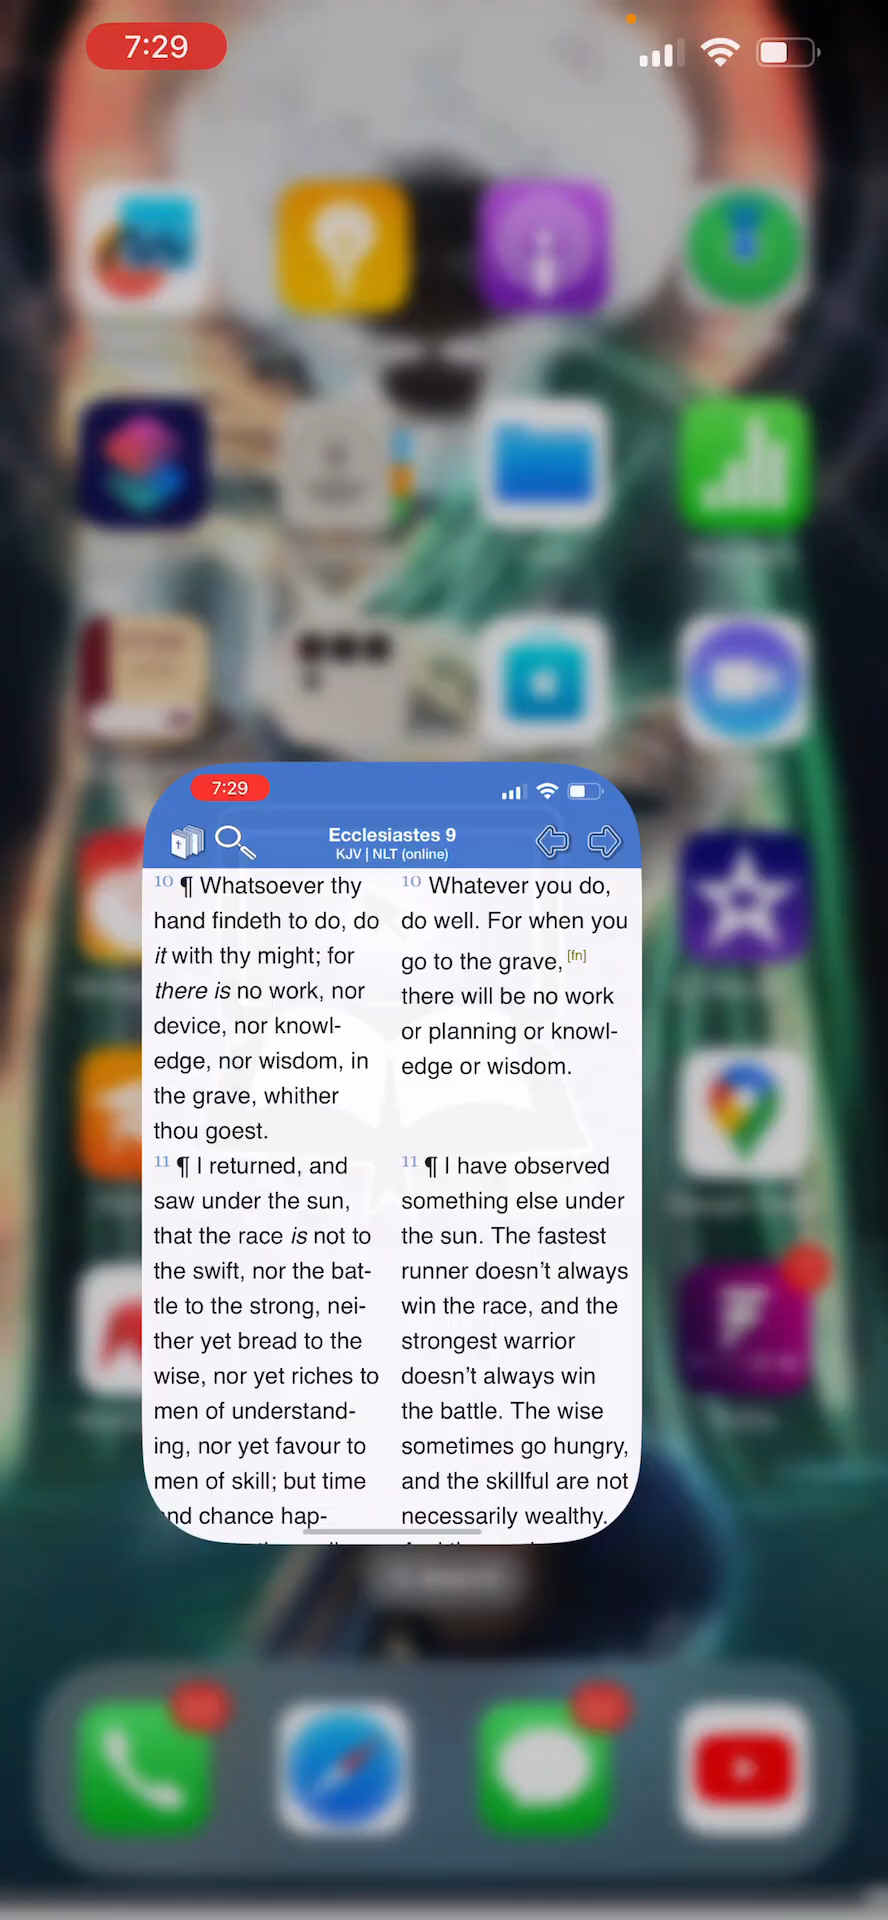 7:29
7:29
Ecclesiastes 9
KJV | NLT (online)
10 ¶ Whatsoever thy
hand findeth to do, do
it with thy might; for
there is no work, nor
device, nor knowl-
edge, nor wisdom, in
the grave, whither
thou goest.
11 ¶ I returned, and
saw under the sun,
that the race is not to
the swift, nor the bat-
tle to the strong, nei-
ther yet bread to the
wise, nor yet riches to
men of understand-
ing, nor yet favour to
men of skill; but time
and chance hap-
10 Whatever you do,
do well. For when you
go to the grave, [fn]
there will be no work
or planning or knowl-
edge or wisdom.
11 ¶ I have observed
something else under
the sun. The fastest
runner doesn't always
win the race, and the
strongest warrior
doesn't always win
the battle. The wise
sometimes go hungry,
and the skillful are not
necessarily wealthy.